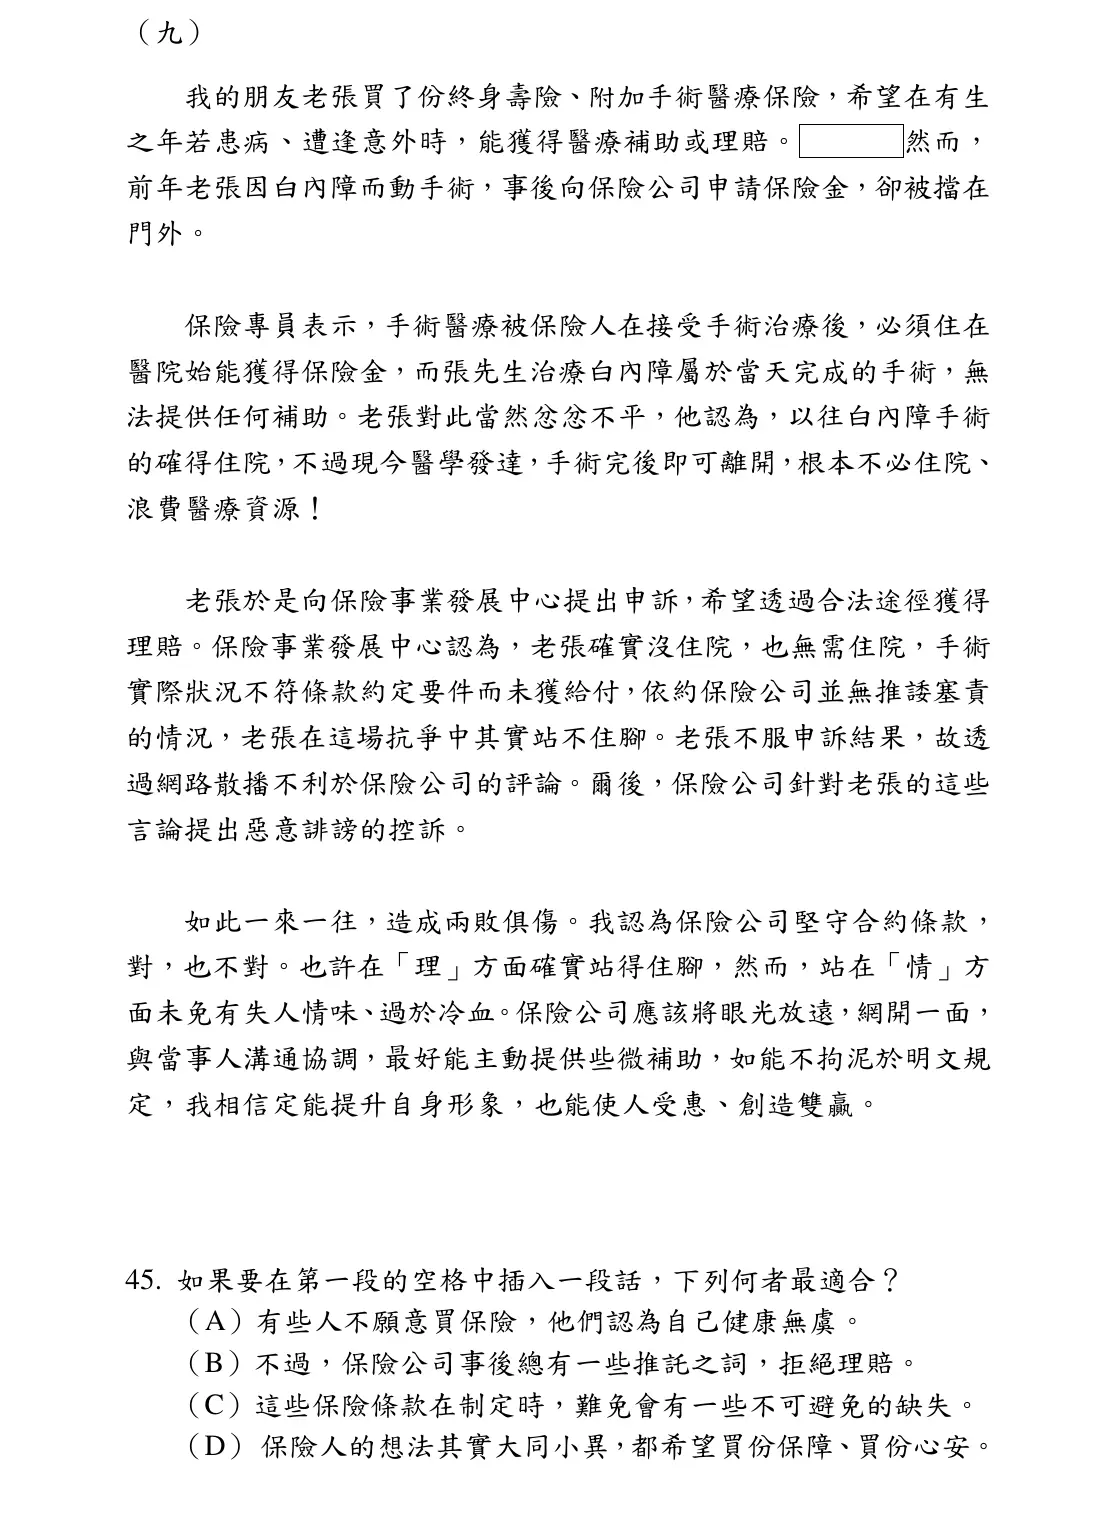 （九）
我的朋友老張買了份終身壽險、附加手術醫療保險，希望在有生
之年若患病、遭逢意外時，能獲得醫療補助或理賠。然而，
前年老張因白內障而動手術，事後向保險公司申請保險金，卻被擋在
門外。
保險專員表示，手術醫療被保險人在接受手術治療後，必須住在
醫院始能獲得保險金，而張先生治療白內障屬於當天完成的手術，無
法提供任何補助。老張對此當然忿忿不平，他認為，以往白內障手術
的確得住院，不過現今醫學發達，手術完後即可離開，根本不必住院、
浪費醫療資源！
老張於是向保險事業發展中心提出申訴，希望透過合法途徑獲得
理賠。保險事業發展中心認為，老張確實沒住院，也無需住院，手術
實際狀況不符條款約定要件而未獲給付，依約保險公司並無推諉塞責
的情況，老張在這場抗爭中其實站不住腳。老張不服申訴結果，故透
過網路散播不利於保險公司的評論。爾後，保險公司針對老張的這些
言論提出惡意誹謗的控訴。
如此一來一往，造成兩敗俱傷。我認為保險公司堅守合約條款，
對，也不對。也許在「理」方面確實站得住腳，然而，站在「情」方
面未免有失人情味、過於冷血。保險公司應該將眼光放遠，網開一面，
與當事人溝通協調，最好能主動提供些微補助，如能不拘泥於明文規
定，我相信定能提升自身形象，也能使人受惠、創造雙贏。
45. 如果要在第一段的空格中插入一段話，下列何者最適合？
（A）有些人不願意買保險，他們認為自己健康無虞。
（B）不過，保險公司事後總有一些推託之詞，拒絕理賠。
（C）這些保險條款在制定時，難免會有一些不可避免的缺失。
（D）保險人的想法其實大同小異，都希望買份保障、買份心安。